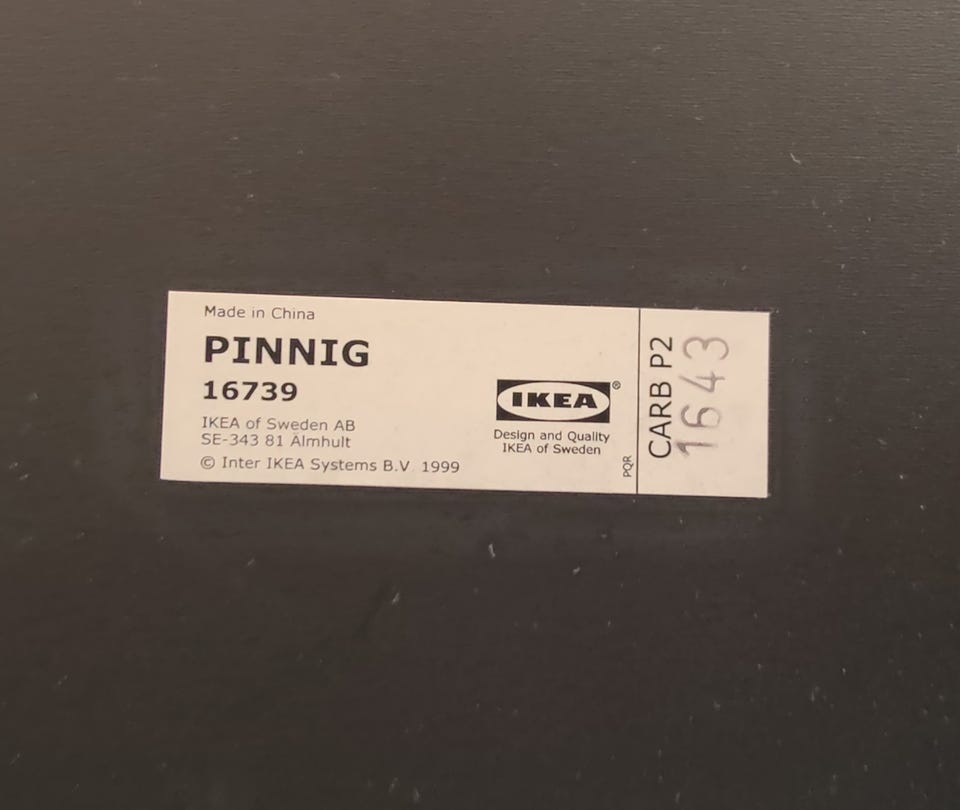 Made in China
PINNIG
16739
IKEA of Sweden AB
SE-343 81 Älmhult
© Inter IKEA Systems B.V. 1999
IKEA®
Design and Quality
IKEA of Sweden
PQR
CARB P2
1643